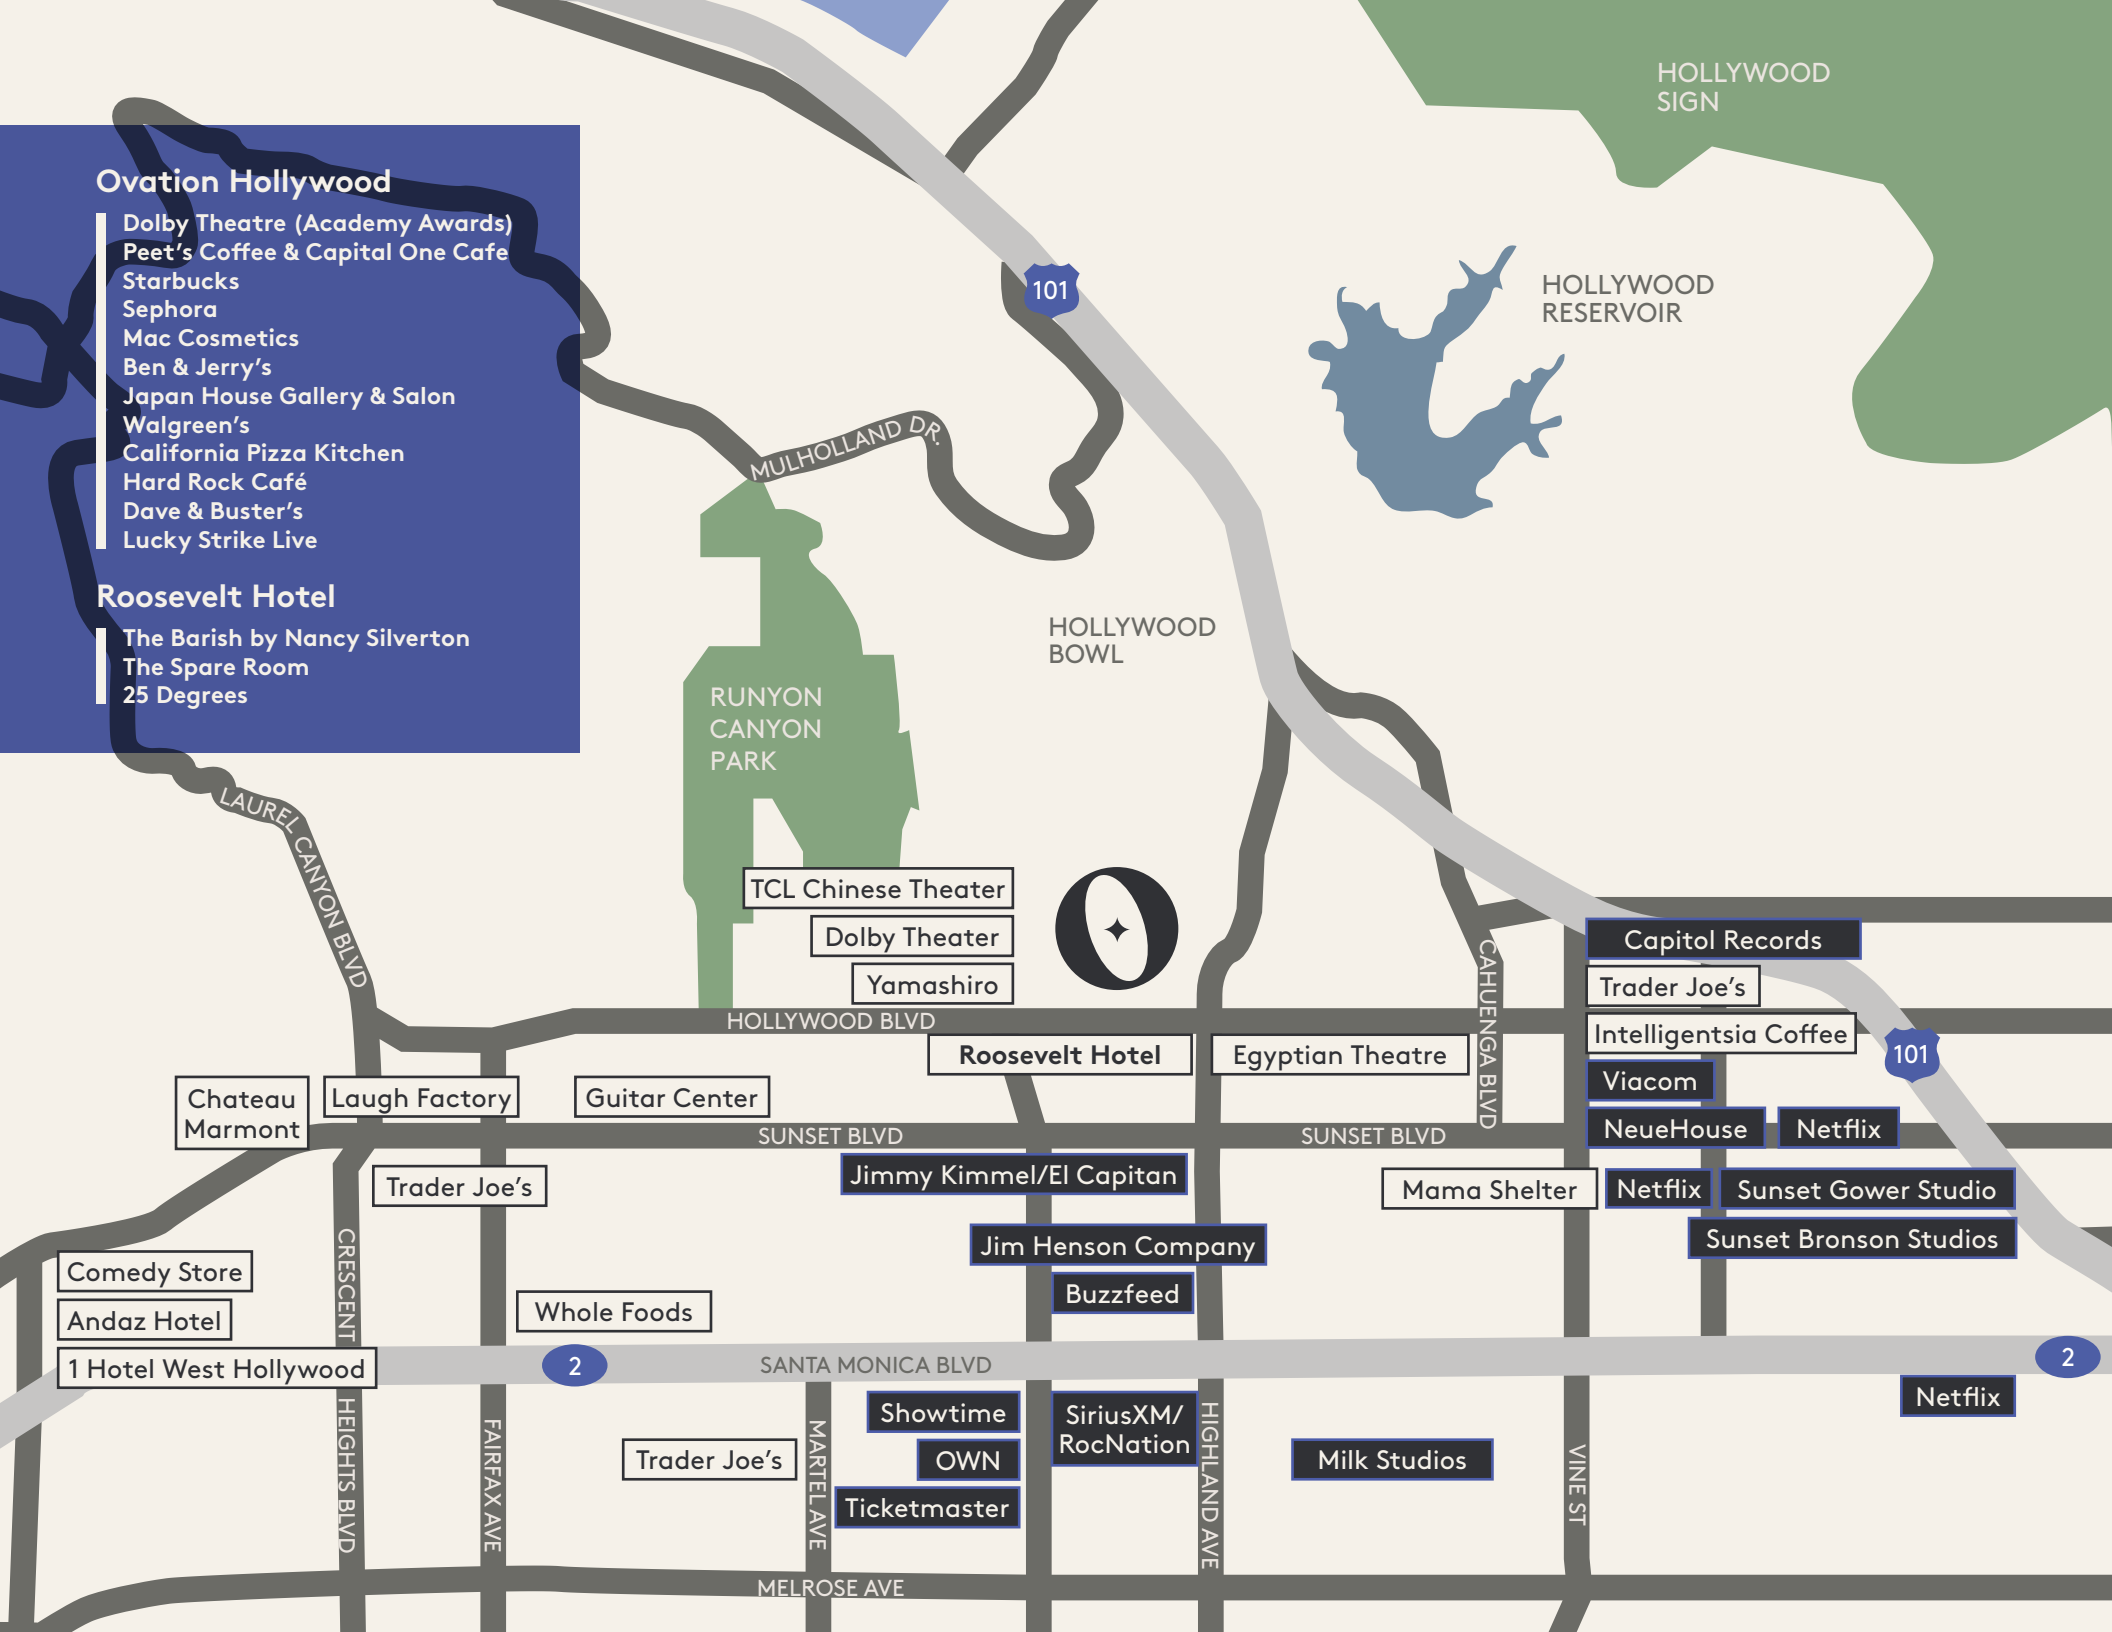 HOLLYWOOD
SIGN
Ovation Hollywood
Dolby Theatre (Academy Awards)
Peet's Coffee & Capital One Cafe
Starbucks
Sephora
Mac Cosmetics
Ben & Jerry's
Japan House Gallery & Salon
Walgreen's
California Pizza Kitchen
Hard Rock Café
Dave & Buster's
Lucky Strike Live
Roosevelt Hotel
The Barish by Nancy Silverton
The Spare Room
25 Degrees
101
HOLLYWOOD
RESERVOIR
MULHOLLAND DR.
HOLLYWOOD
BOWL
RUNYON
CANYON
PARK
LAUREL CANYON BLVD
TCL Chinese Theater
Dolby Theater
Yamashiro
HOLLYWOOD BLVD
Roosevelt Hotel
Egyptian Theatre
CAHUENGA BLVD
Capitol Records
Trader Joe's
Intelligentsia Coffee
101
Viacom
NeueHouse
Netflix
Chateau
Marmont
Laugh Factory
Guitar Center
SUNSET BLVD
SUNSET BLVD
Trader Joe's
Jimmy Kimmel/El Capitan
Mama Shelter
Netflix
Sunset Gower Studio
Sunset Bronson Studios
Jim Henson Company
Buzzfeed
Comedy Store
Andaz Hotel
1 Hotel West Hollywood
CRESCENT
HEIGHTS BLVD
Whole Foods
2
SANTA MONICA BLVD
2
Netflix
FAIRFAX AVE
Trader Joe's
MARTEL AVE
Showtime
OWN
Ticketmaster
SiriusXM/
RocNation
HIGHLAND AVE
Milk Studios
VINE ST
MELROSE AVE